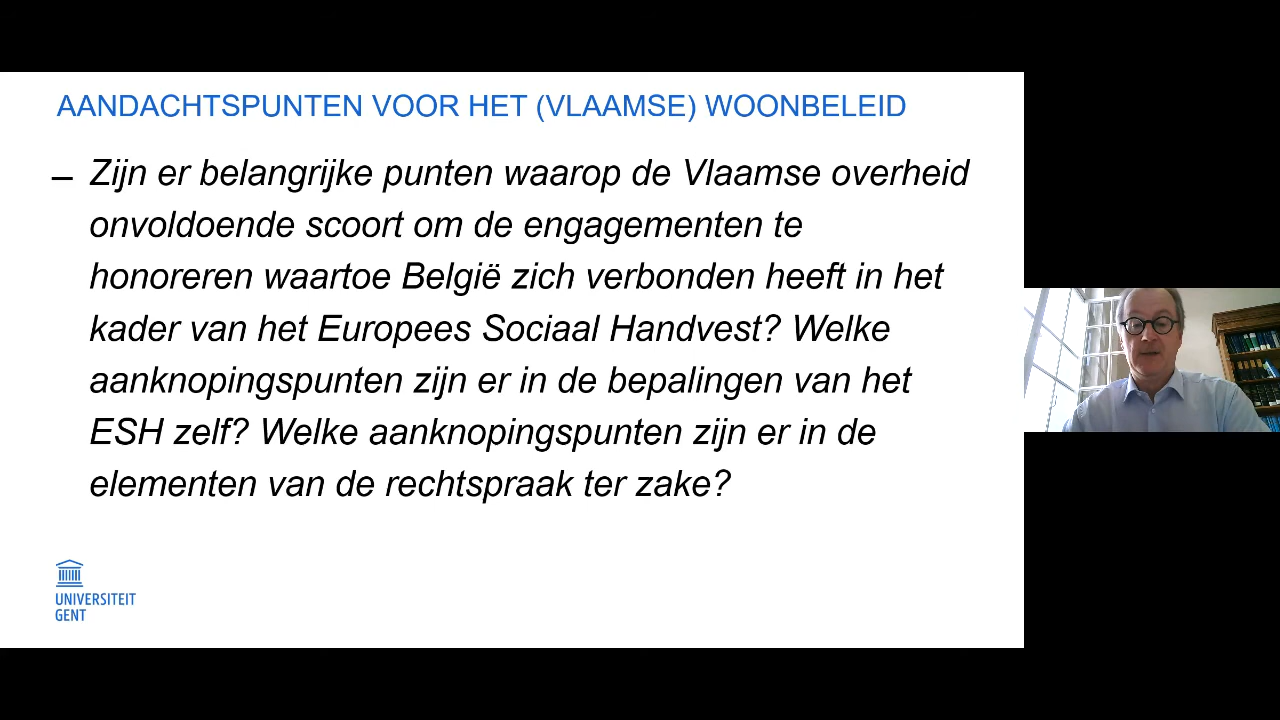 AANDACHTSPUNTEN VOOR HET (VLAAMSE) WOONBELEID
– Zijn er belangrijke punten waarop de Vlaamse overheid
onvoldoende scoort om de engagementen te
honoreren waartoe België zich verbonden heeft in het
kader van het Europees Sociaal Handvest? Welke
aanknopingspunten zijn er in de bepalingen van het
ESH zelf? Welke aanknopingspunten zijn er in de
elementen van de rechtspraak ter zake?
UNIVERSITEIT
GENT